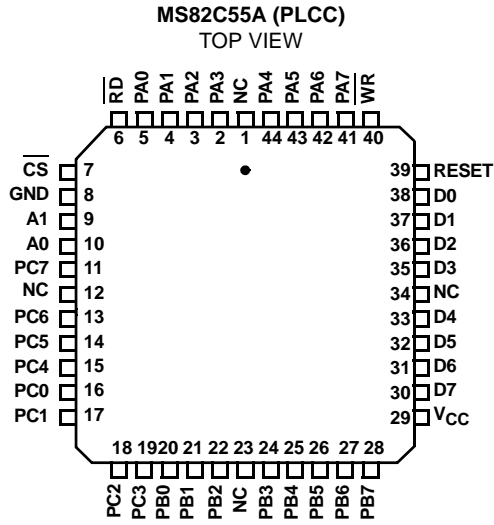 MS82C55A (PLCC)
TOP VIEW
RD PA0 PA1 PA2 PA3 NC PA4 PA5 PA6 PA7 WR
6 5 4 3 2 1 44 43 42 41 40
CS 7 39 RESET
GND 8 38 D0
A1 9 37 D1
A0 10 36 D2
PC7 11 35 D3
NC 12 34 NC
PC6 13 33 D4
PC5 14 32 D5
PC4 15 31 D6
PC0 16 30 D7
PC1 17 29 VCC
18 19 20 21 22 23 24 25 26 27 28
PC2 PC3 PB0 PB1 PB2 NC PB3 PB4 PB5 PB6 PB7